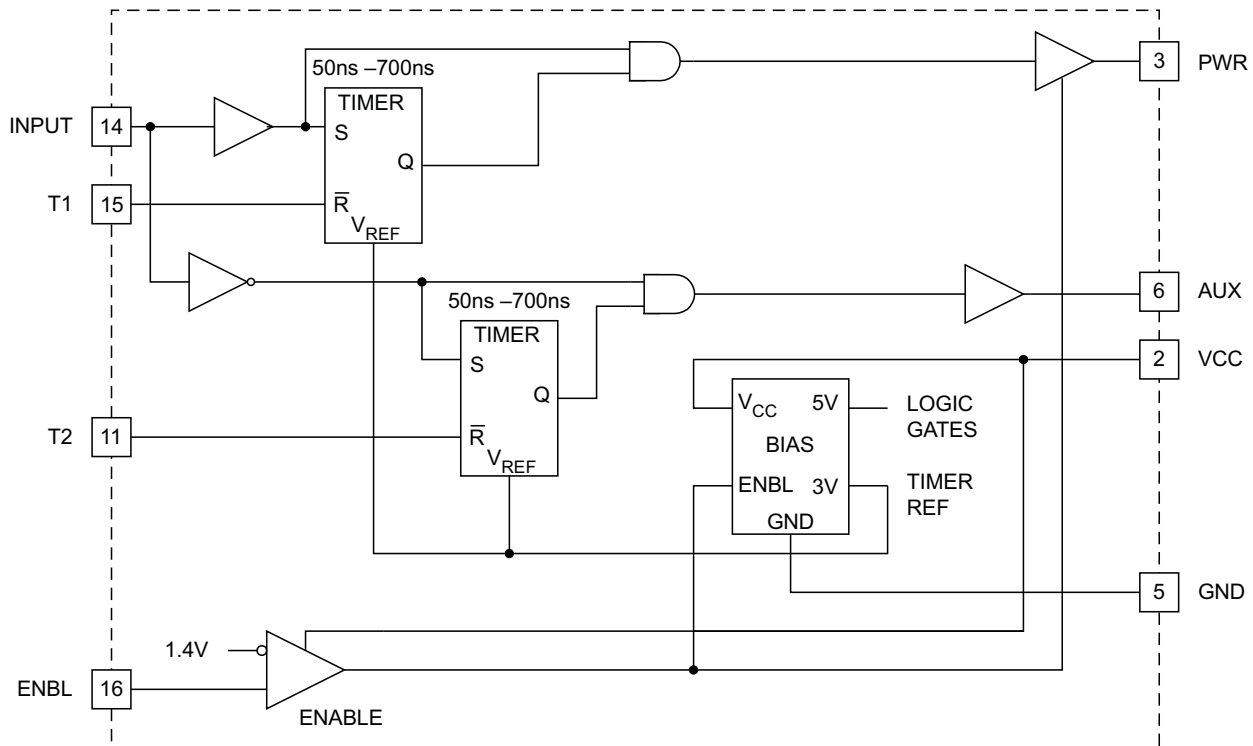 50ns –700ns
TIMER
S
Q
R̅
VREF
INPUT
14
T1
15
3
PWR
50ns –700ns
TIMER
S
Q
R̅
VREF
6
AUX
2
VCC
T2
11
VCC
5V
BIAS
ENBL
3V
GND
LOGIC
GATES
TIMER
REF
5
GND
1.4V
ENBL
16
ENABLE